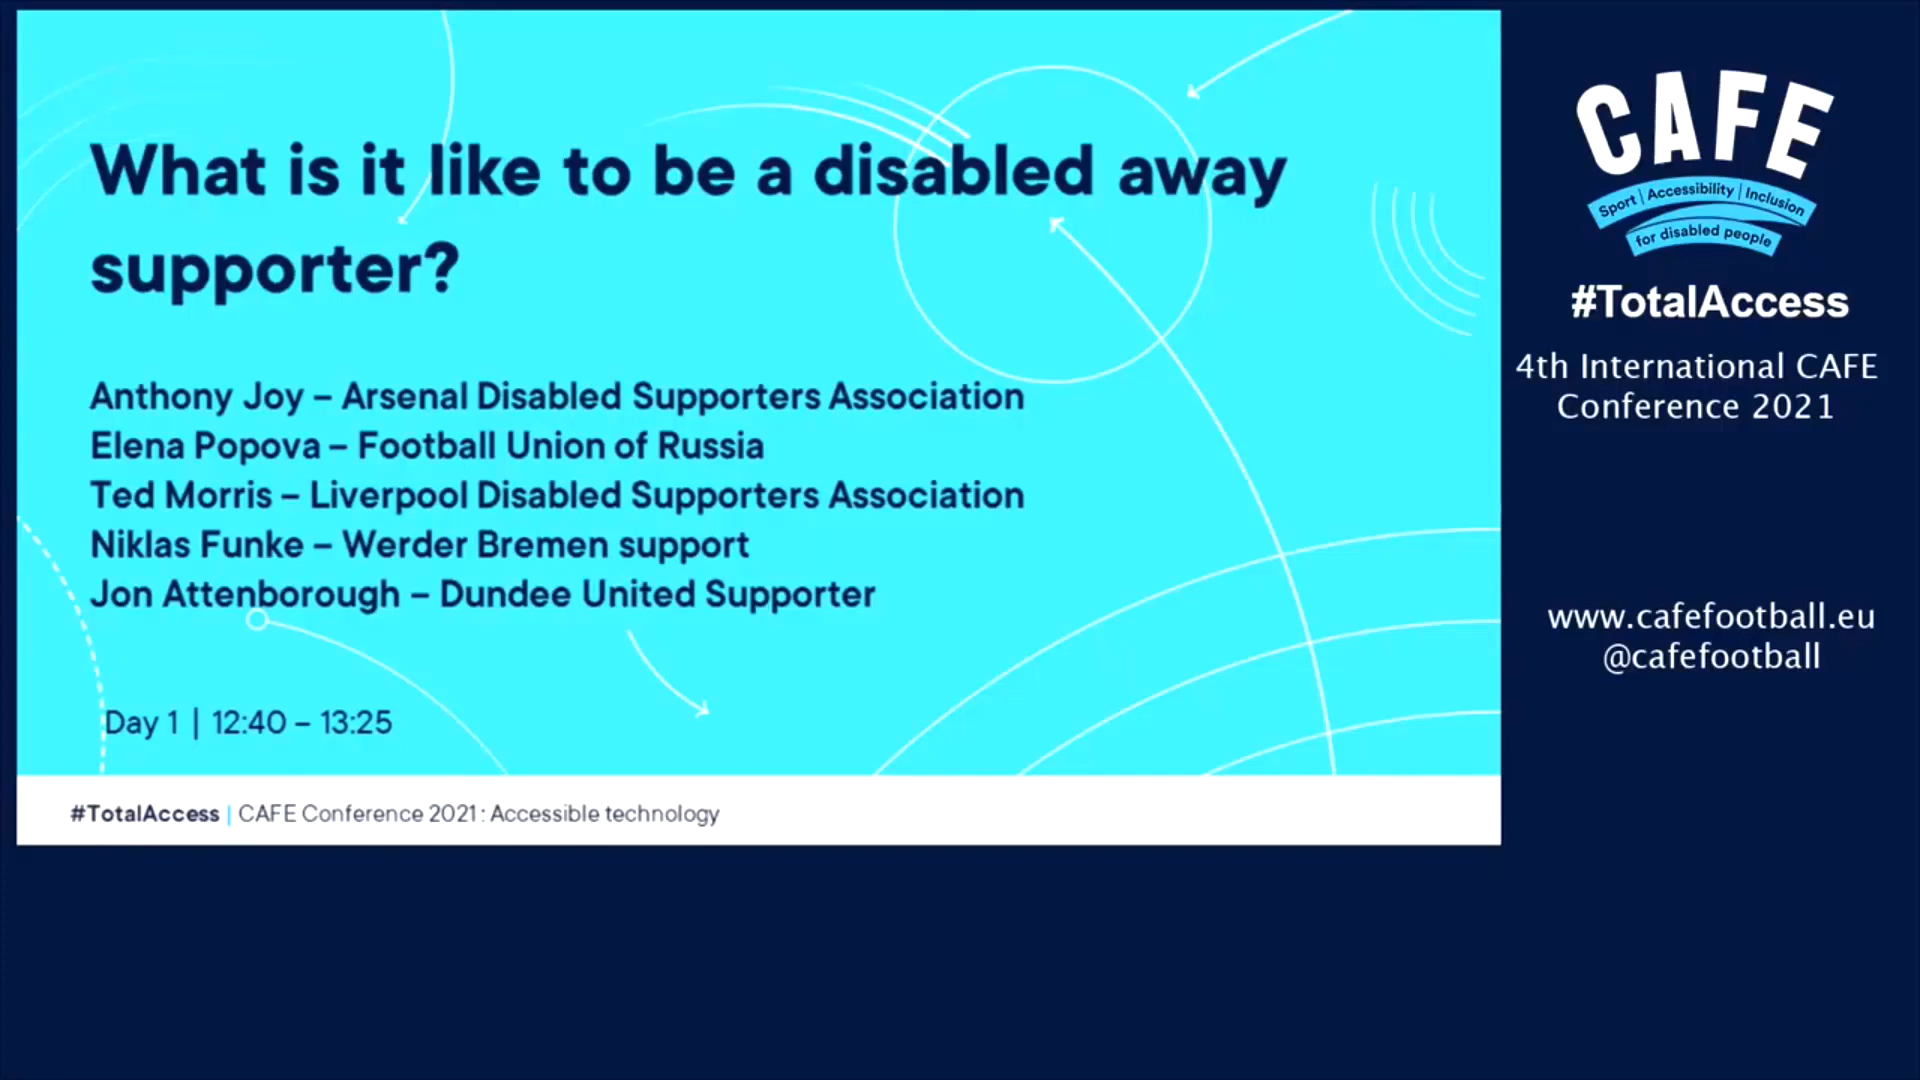 What is it like to be a disabled away
supporter?
Anthony Joy – Arsenal Disabled Supporters Association
Elena Popova – Football Union of Russia
Ted Morris – Liverpool Disabled Supporters Association
Niklas Funke – Werder Bremen support
Jon Attenborough – Dundee United Supporter
Day 1 | 12:40 – 13:25
#TotalAccess | CAFE Conference 2021: Accessible technology
CAFE
Sport | Accessibility | Inclusion
for disabled people
#TotalAccess
4th International CAFE
Conference 2021
www.cafefootball.eu
@cafefootball